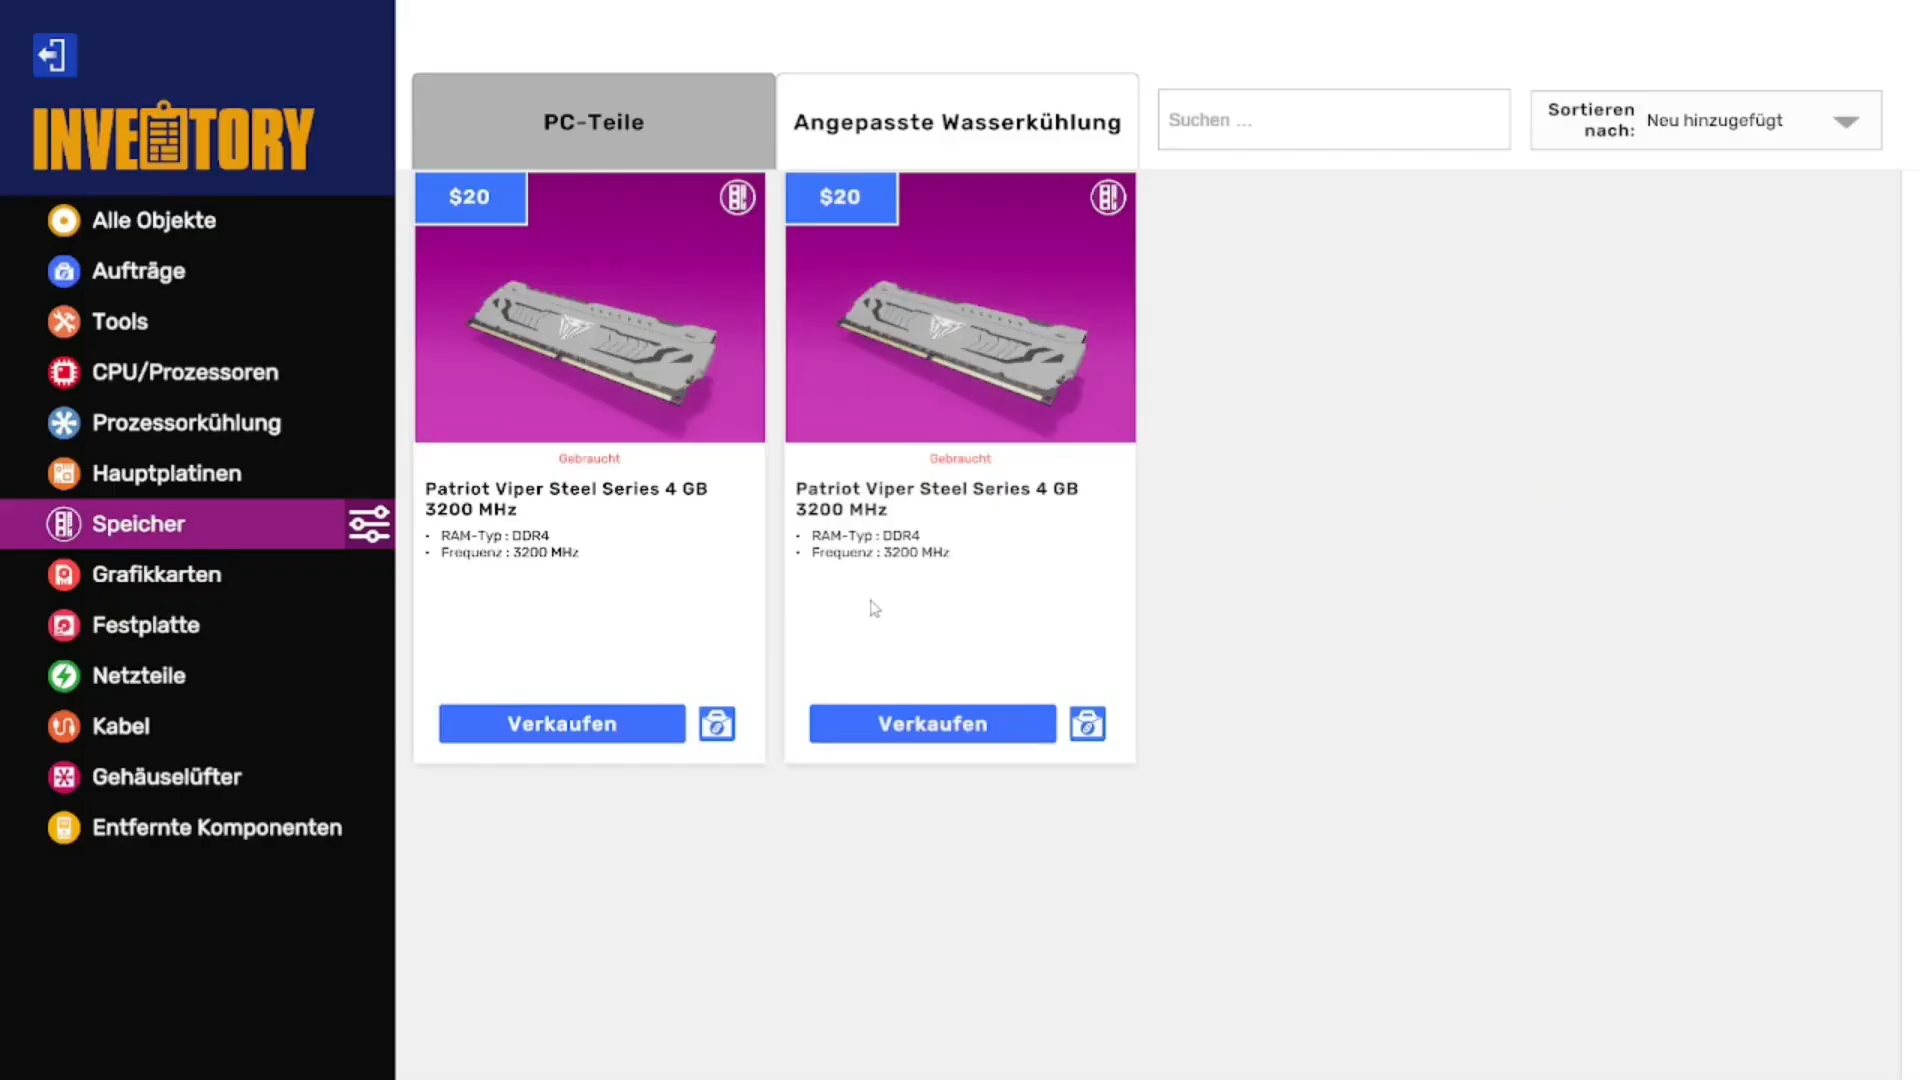 INVENTORY
Alle Objekte
Aufträge
Tools
CPU/Prozessoren
Prozessorkühlung
Hauptplatinen
Speicher
Grafikkarten
Festplatte
Netzteile
Kabel
Gehäuselüfter
Entfernte Komponenten
PC-Teile
Angepasste Wasserkühlung
Suchen ...
Sortieren
nach:
Neu hinzugefügt
$20
Gebraucht
Patriot Viper Steel Series 4 GB
3200 MHz
• RAM-Typ : DDR4
• Frequenz : 3200 MHz
Verkaufen
$20
Gebraucht
Patriot Viper Steel Series 4 GB
3200 MHz
• RAM-Typ : DDR4
• Frequenz : 3200 MHz
Verkaufen